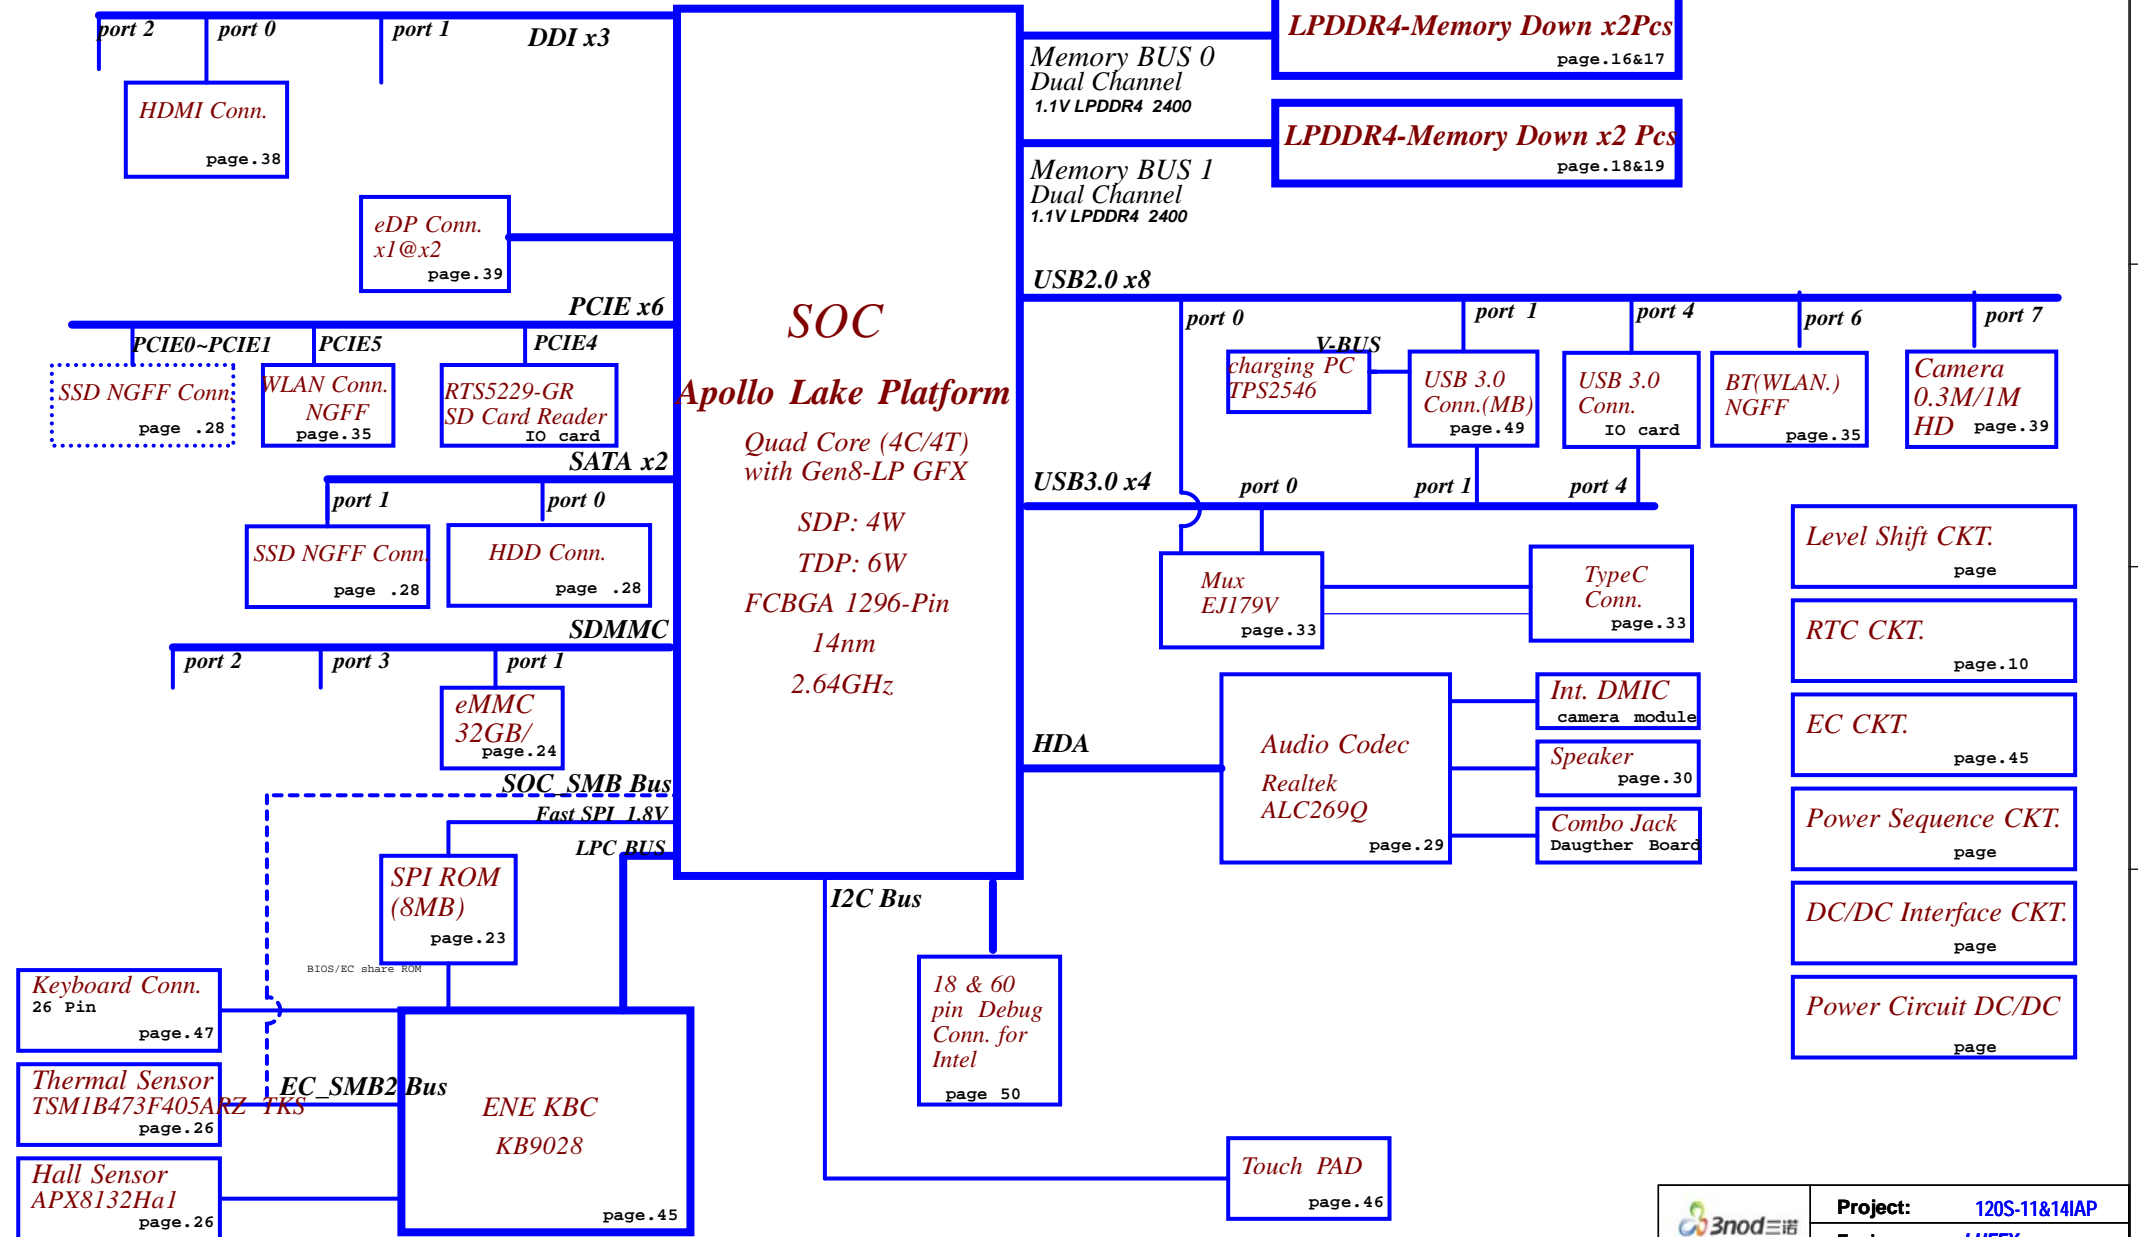 port 2
port 0
port 1
DDI x3
HDMI Conn.
page.38
eDP Conn.
x1@x2
page.39
PCIE x6
PCIE0~PCIE1
PCIE5
PCIE4
SSD NGFF Conn.
page .28
WLAN Conn.
NGFF
page.35
RTS5229-GR
SD Card Reader
IO card
SATA x2
port 1
port 0
SSD NGFF Conn.
page .28
HDD Conn.
page .28
SDMMC
port 2
port 3
port 1
eMMC
32GB/
page.24
SOC_SMB Bus
Fast SPI 1.8V
LPC BUS
SPI ROM
(8MB)
page.23
BIOS/EC share ROM
Keyboard Conn.
26 Pin
page.47
Thermal Sensor
TSM1B473F405ARZ TKS
page.26
EC_SMB2 Bus
Hall Sensor
APX8132Ha1
page.26
ENE KBC
KB9028
page.45
SOC
Apollo Lake Platform
Quad Core (4C/4T)
with Gen8-LP GFX
SDP: 4W
TDP: 6W
FCBGA 1296-Pin
14nm
2.64GHz
I2C Bus
18 & 60
pin Debug
Conn. for
Intel
page 50
Touch PAD
page.46
Memory BUS 0
Dual Channel
1.1V LPDDR4 2400
LPDDR4-Memory Down x2Pcs
page.16&17
Memory BUS 1
Dual Channel
1.1V LPDDR4 2400
LPDDR4-Memory Down x2 Pcs
page.18&19
USB2.0 x8
port 0
port 1
port 4
port 6
port 7
V-BUS
charging PC
TPS2546
USB 3.0
Conn.(MB)
page.49
USB 3.0
Conn.
IO card
BT(WLAN.)
NGFF
page.35
Camera
0.3M/1M
HD page.39
USB3.0 x4
port 0
port 1
port 4
Mux
EJ179V
page.33
TypeC
Conn.
page.33
HDA
Audio Codec
Realtek
ALC269Q
page.29
Int. DMIC
camera module
Speaker
page.30
Combo Jack
Daugther Board
Level Shift CKT.
page
RTC CKT.
page.10
EC CKT.
page.45
Power Sequence CKT.
page
DC/DC Interface CKT.
page
Power Circuit DC/DC
page
3nod三诺
Project: 120S-11&14IAP